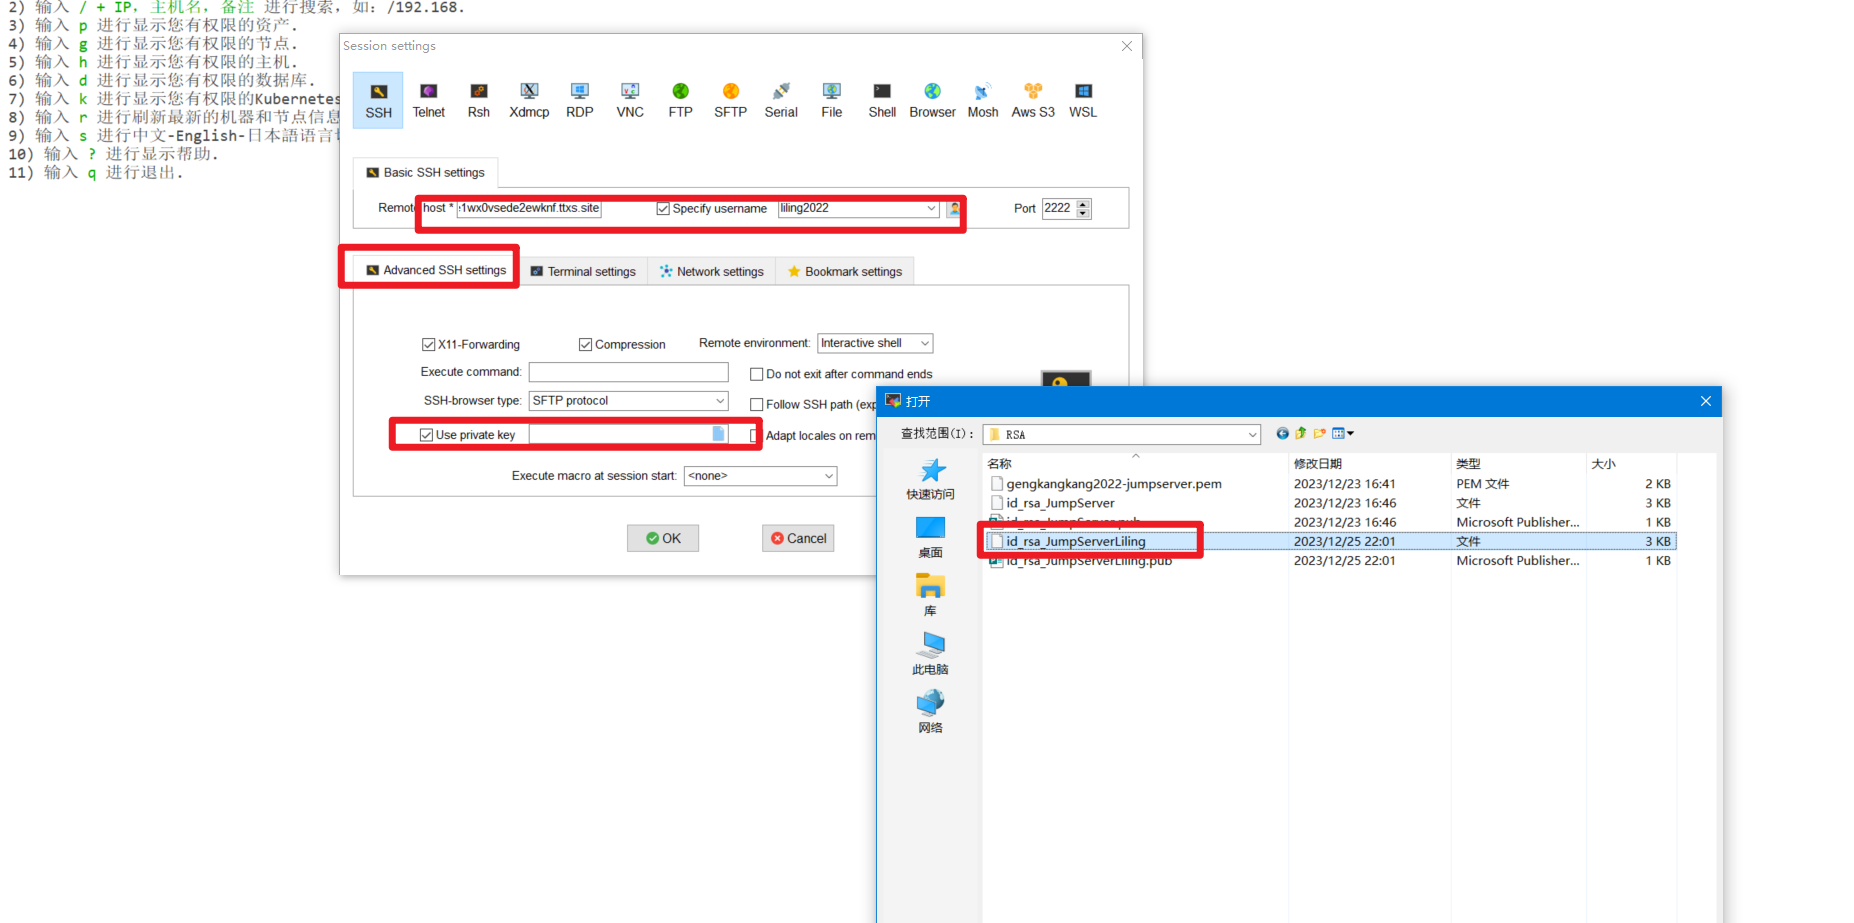 2) 输入 / + IP, 主机名, 备注 进行搜索, 如: /192.168.
3) 输入 p 进行显示您有权限的资产.
4) 输入 g 进行显示您有权限的节点.
5) 输入 h 进行显示您有权限的主机.
6) 输入 d 进行显示您有权限的数据库.
7) 输入 k 进行显示您有权限的Kubernetes
8) 输入 r 进行刷新最新的机器和节点信息
9) 输入 s 进行中文-English-日本語语言
10) 输入 ? 进行显示帮助.
11) 输入 q 进行退出.
Session settings
SSH Telnet Rsh Xdmcp RDP VNC FTP SFTP Serial File Shell Browser Mosh Aws S3 WSL
Basic SSH settings
Remote host * 1wx0vsede2ewknf.ttxs.site Specify username liling2022 Port 2222
Advanced SSH settings Terminal settings Network settings Bookmark settings
X11-Forwarding Compression Remote environment: Interactive shell
Execute command: Do not exit after command ends
SSH-browser type: SFTP protocol Follow SSH path (exp
Use private key Adapt locales on rem
Execute macro at session start: <none>
OK Cancel
打开
查找范围(I): RSA
名称 修改日期 类型 大小
gengkangkang2022-jumpserver.pem 2023/12/23 16:41 PEM 文件 2 KB
id_rsa_JumpServer 2023/12/23 16:46 文件 3 KB
id_rsa_JumpServer.pub 2023/12/23 16:46 Microsoft Publisher... 1 KB
id_rsa_JumpServerLiling 2023/12/25 22:01 文件 3 KB
id_rsa_JumpServerLiling.pub 2023/12/25 22:01 Microsoft Publisher... 1 KB
快速访问
桌面
库
此电脑
网络